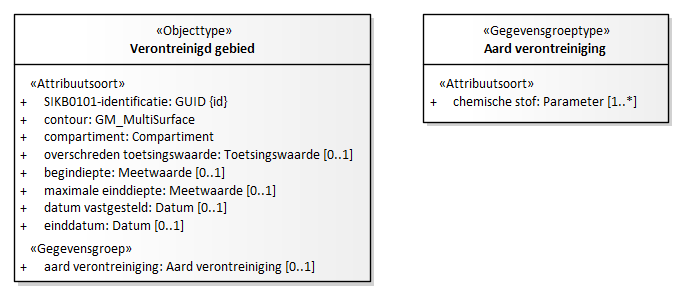 «Objecttype»
Verontreinigd gebied
«Attribuutsoort»
+ SIKB0101-identificatie: GUID {id}
+ contour: GM_MultiSurface
+ compartiment: Compartiment
+ overschreden toetsingswaarde: Toetsingswaarde [0..1]
+ begindiepte: Meetwaarde [0..1]
+ maximale einddiepte: Meetwaarde [0..1]
+ datum vastgesteld: Datum [0..1]
+ einddatum: Datum [0..1]
«Gegevensgroep»
+ aard verontreiniging: Aard verontreiniging [0..1]
«Gegevensgroeptype»
Aard verontreiniging
«Attribuutsoort»
+ chemische stof: Parameter [1..*]